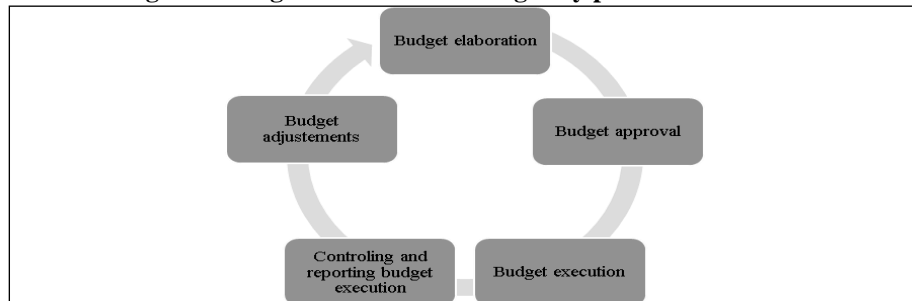 Budget elaboration
Budget approval
Budget execution
Controling and
reporting budget
execution
Budget
adjustements